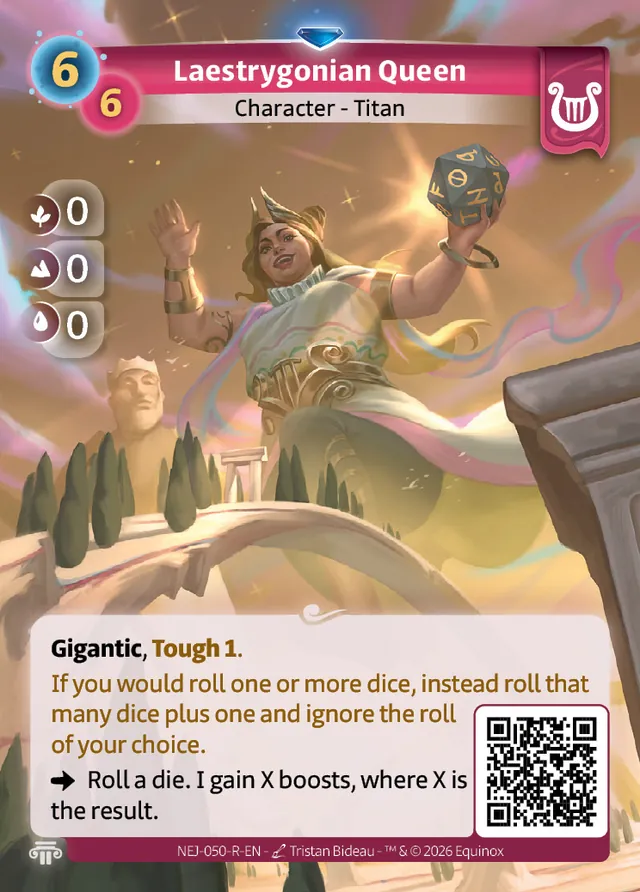 6
6
Laestrygonian Queen
Character - Titan
0
0
0
Gigantic, Tough 1.
If you would roll one or more dice, instead roll that
many dice plus one and ignore the roll
of your choice.
Roll a die. I gain X boosts, where X is
the result.
NEJ-050-R-EN - Tristan Bideau - ™ & © 2026 Equinox